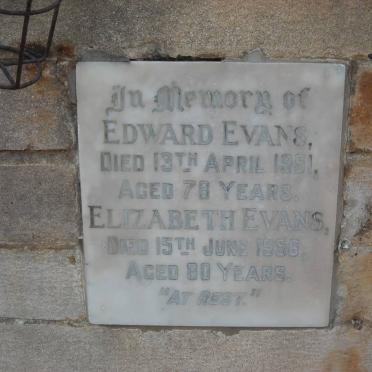 In Memory of
EDWARD EVANS,
DIED 13TH APRIL 1951,
AGED 78 YEARS.
ELIZABETH EVANS,
DIED 15TH JUNE 1956,
AGED 80 YEARS.
"AT REST."